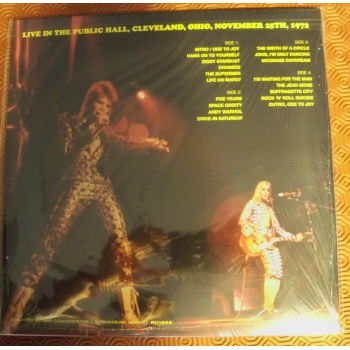 LIVE IN THE PUBLIC HALL, CLEVELAND, OHIO, NOVEMBER 25TH, 1972
SIDE 1:
INTRO / ODE TO JOY
HANG ON TO YOURSELF
ZIGGY STARDUST
CHANGES
THE SUPERMEN
LIFE ON MARS?
SIDE 2:
FIVE YEARS
SPACE ODDITY
ANDY WARHOL
DRIVE-IN SATURDAY
SIDE 3:
THE WIDTH OF A CIRCLE
JOHN, I'M ONLY DANCING
MOONAGE DAYDREAM
SIDE 4:
I'M WAITING FOR THE MAN
THE JEAN GENIE
SUFFRAGETTE CITY
ROCK 'N' ROLL SUICIDE
OUTRO, ODE TO JOY